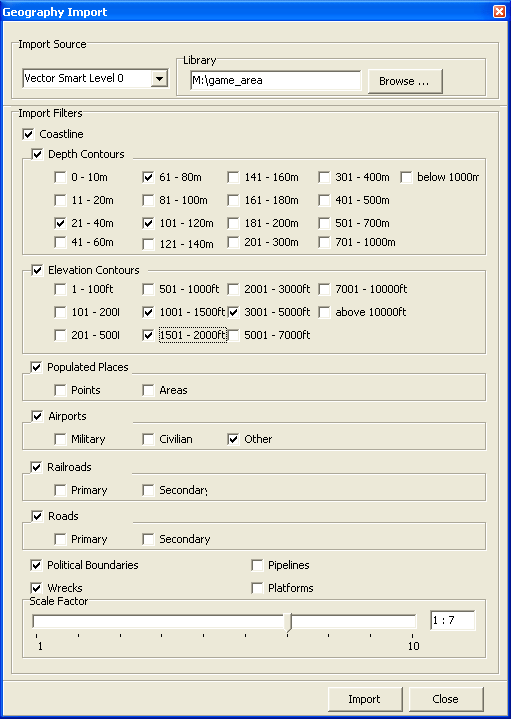 Geography Import
Import Source
Vector Smart Level 0
Library
M:\game_area
Browse ...
Import Filters
Coastline
Depth Contours
0 - 10m 61 - 80m 141 - 160m 301 - 400m below 1000m
11 - 20m 81 - 100m 161 - 180m 401 - 500m
21 - 40m 101 - 120m 181 - 200m 501 - 700m
41 - 60m 121 - 140m 201 - 300m 701 - 1000m
Elevation Contours
1 - 100ft 501 - 1000ft 2001 - 3000ft 7001 - 10000ft
101 - 200 1001 - 1500ft 3001 - 5000ft above 10000ft
201 - 500 1501 - 2000ft 5001 - 7000ft
Populated Places
Points Areas
Airports
Military Civilian Other
Railroads
Primary Secondary
Roads
Primary Secondary
Political Boundaries Pipelines
Wrecks Platforms
Scale Factor
1 : 7
1 10
Import Close